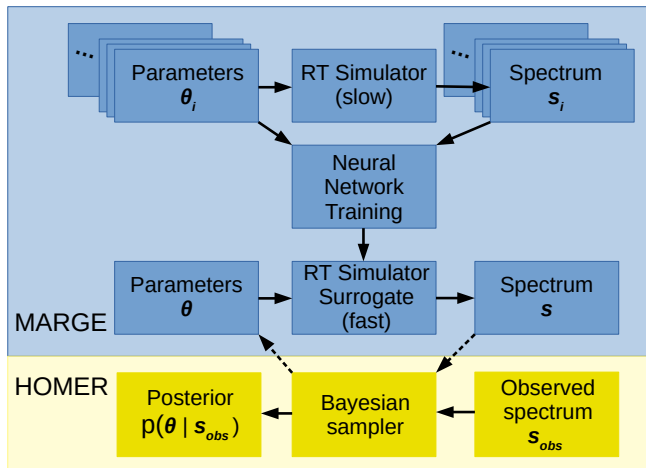 ...
...
Parameters
θi
RT Simulator
(slow)
Spectrum
si
Neural
Network
Training
Parameters
θ
RT Simulator
Surrogate
(fast)
Spectrum
s
MARGE
HOMER
Posterior
p(θ | sobs)
Bayesian
sampler
Observed
spectrum
sobs